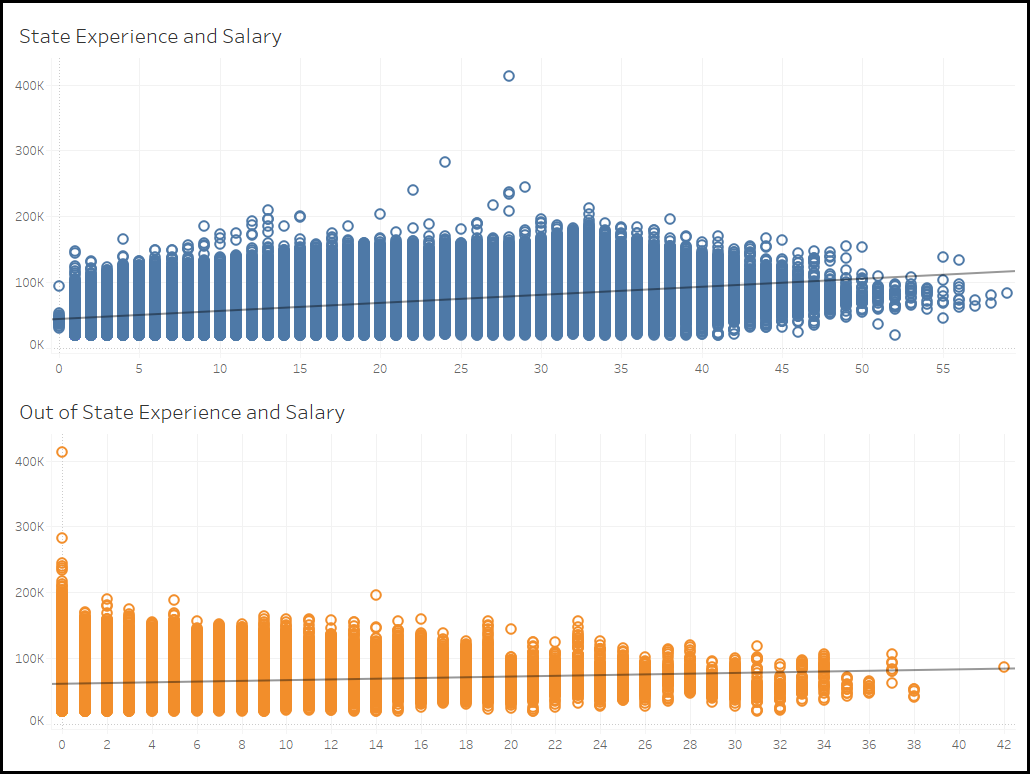 State Experience and Salary
400K
300K
200K
100K
0K
0 5 10 15 20 25 30 35 40 45 50 55
Out of State Experience and Salary
400K
300K
200K
100K
0K
0 2 4 6 8 10 12 14 16 18 20 22 24 26 28 30 32 34 36 38 40 42